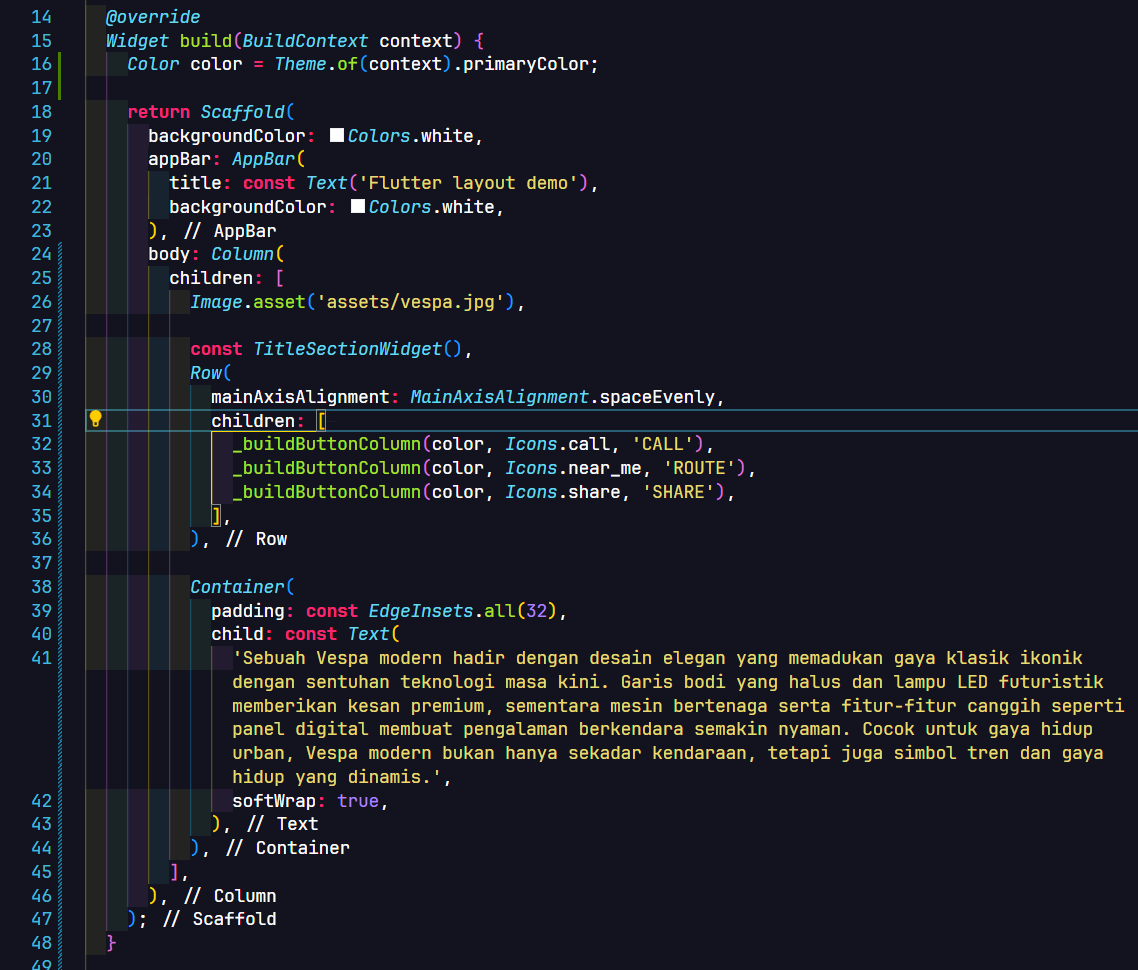 14 @override
15 Widget build(BuildContext context) {
16 Color color = Theme.of(context).primaryColor;
17
18 return Scaffold(
19 backgroundColor: Colors.white,
20 appBar: AppBar(
21 title: const Text('Flutter layout demo'),
22 backgroundColor: Colors.white,
23 ), // AppBar
24 body: Column(
25 children: [
26 Image.asset('assets/vespa.jpg'),
27
28 const TitleSectionWidget(),
29 Row(
30 mainAxisAlignment: MainAxisAlignment.spaceEvenly,
31 children: [
32 _buildButtonColumn(color, Icons.call, 'CALL'),
33 _buildButtonColumn(color, Icons.near_me, 'ROUTE'),
34 _buildButtonColumn(color, Icons.share, 'SHARE'),
35 ],
36 ), // Row
37
38 Container(
39 padding: const EdgeInsets.all(32),
40 child: const Text(
41 'Sebuah Vespa modern hadir dengan desain elegan yang memadukan gaya klasik ikonik
dengan sentuhan teknologi masa kini. Garis bodi yang halus dan lampu LED futuristik
memberikan kesan premium, sementara mesin bertenaga serta fitur-fitur canggih seperti
panel digital membuat pengalaman berkendara semakin nyaman. Cocok untuk gaya hidup
urban, Vespa modern bukan hanya sekadar kendaraan, tetapi juga simbol tren dan gaya
hidup yang dinamis.',
42 softWrap: true,
43 ), // Text
44 ), // Container
45 ],
46 ), // Column
47 ); // Scaffold
48 }
49